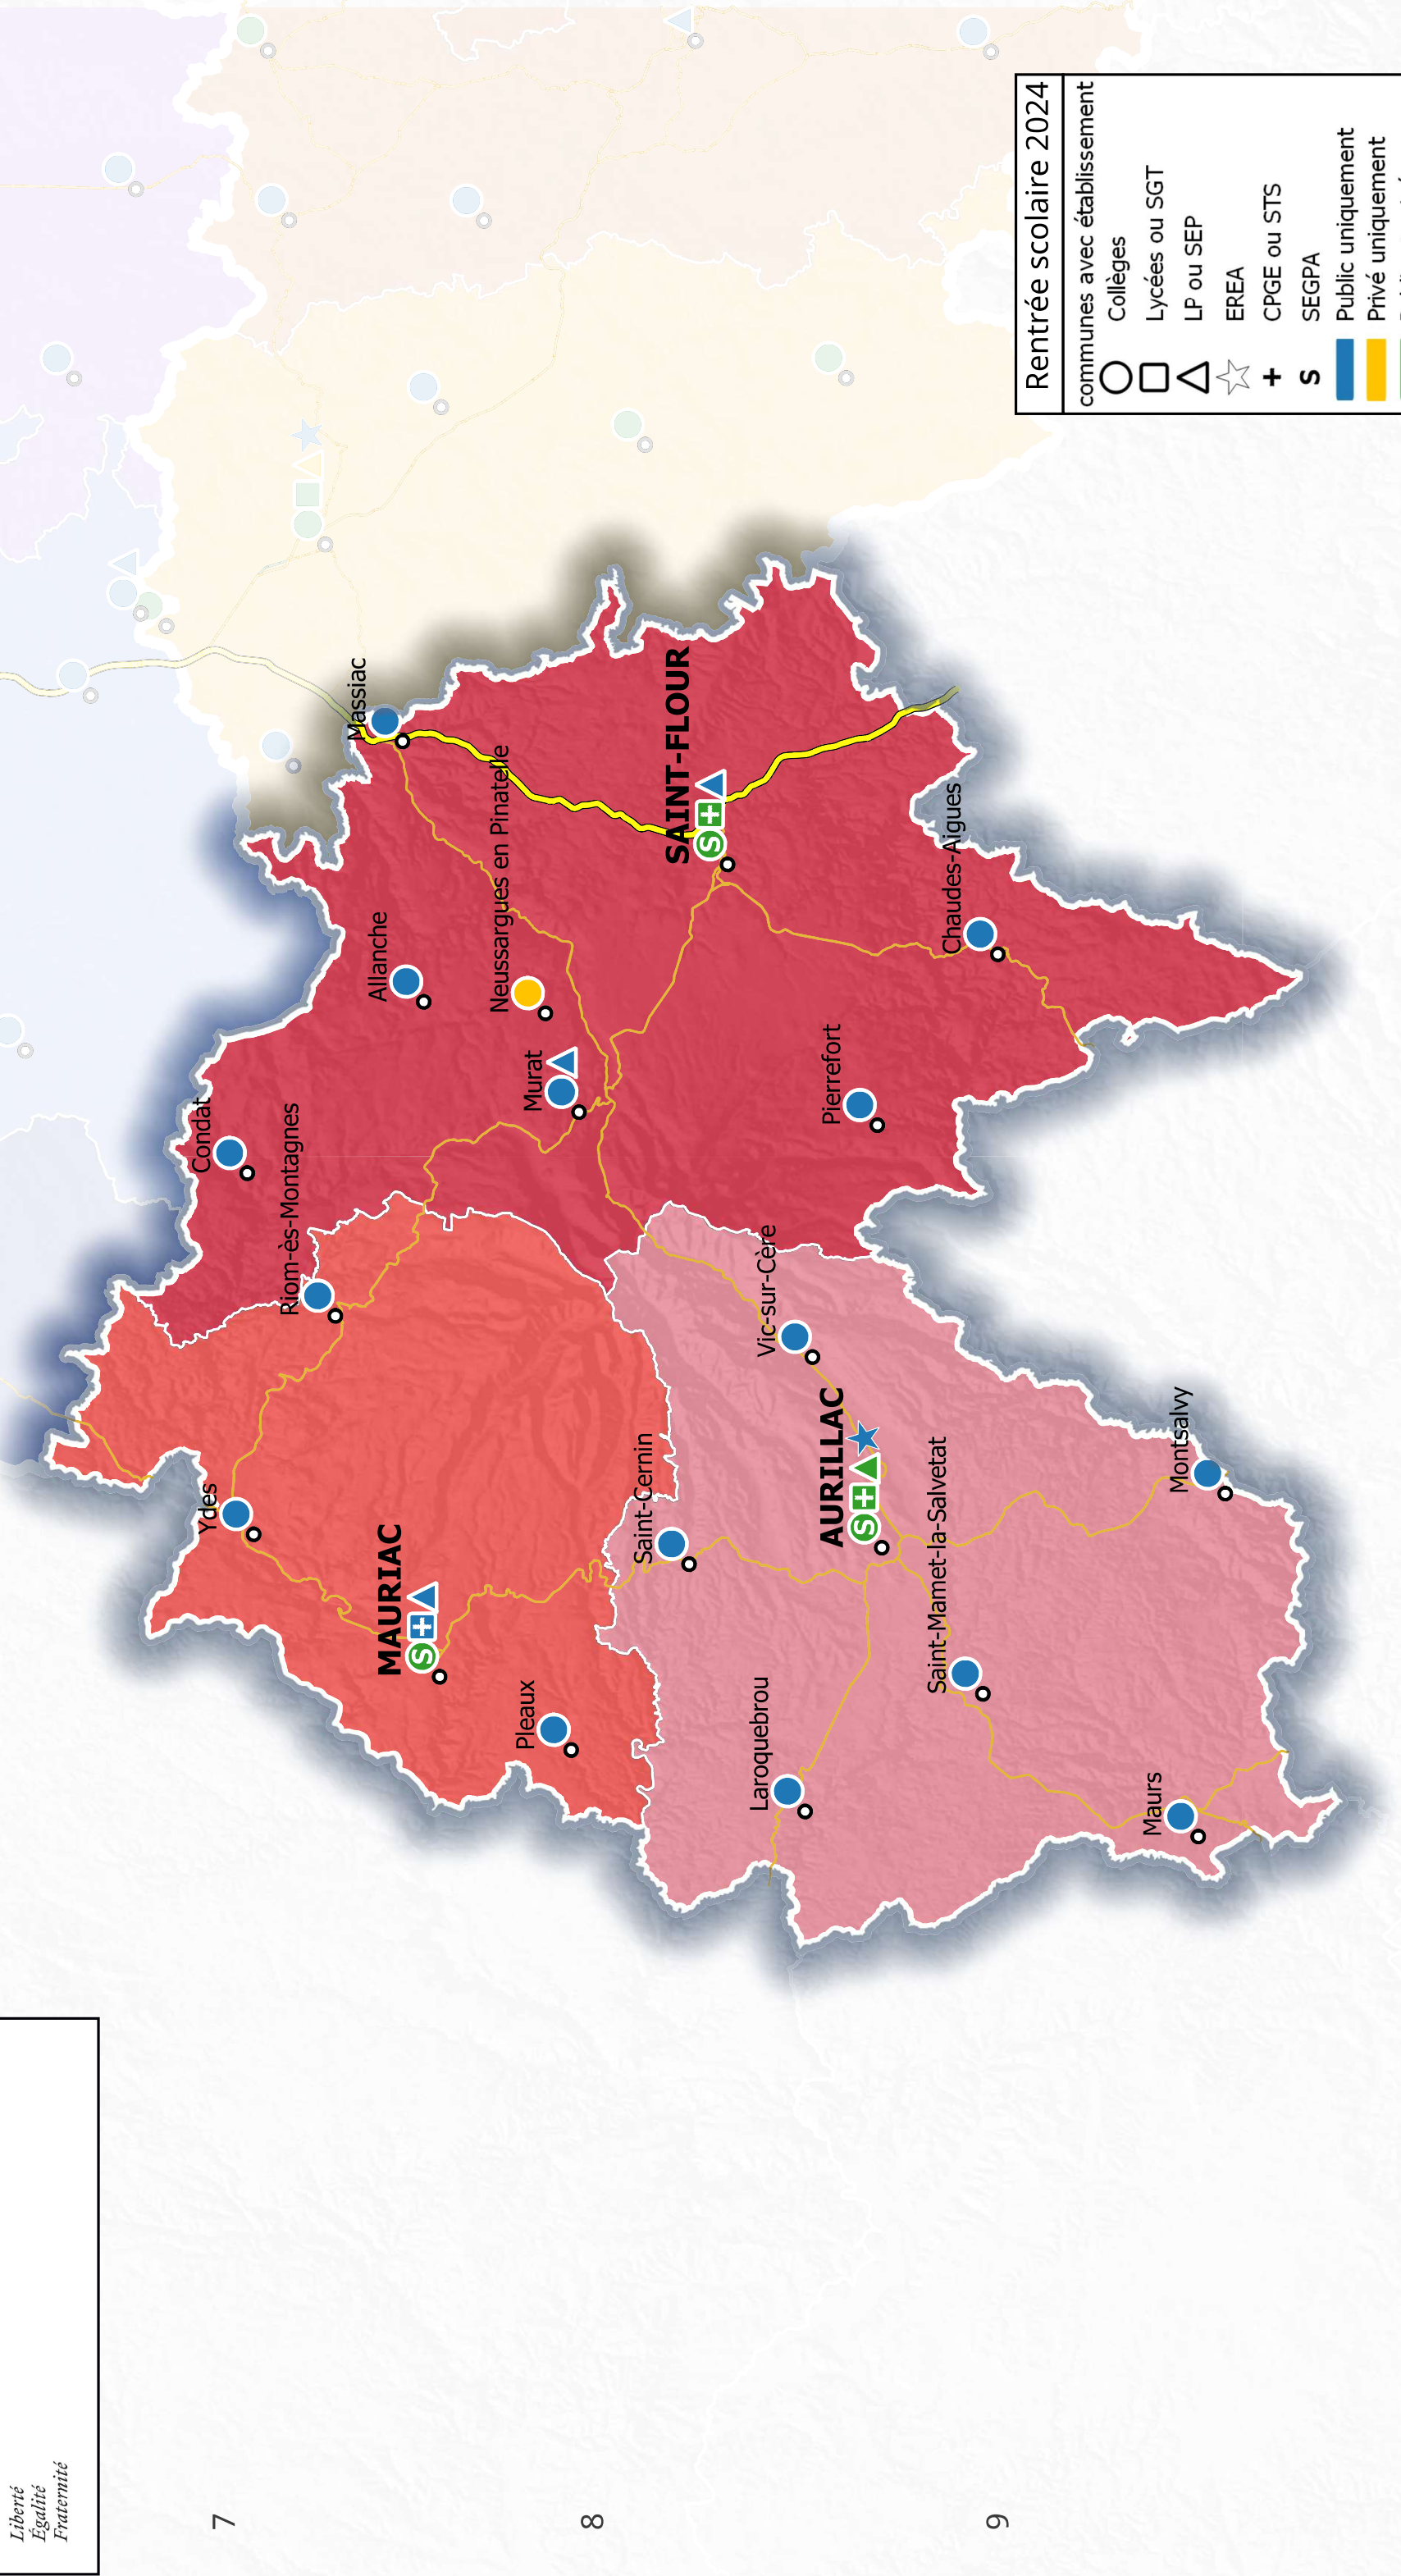 Liberté
Égalité
Fraternité
7
8
9
Condat
Riom-ès-Montagnes
Ydes
MAURIAC
S
+
Pleaux
Massiac
Allanche
Neussargues en Pinatelle
Murat
SAINT-FLOUR
S
+
Chaudes-Aigues
Pierrefort
Vic-sur-Cère
Saint-Cernin
AURILLAC
S
+
Saint-Mamet-la-Salvetat
Laroquebrou
Montsalvy
Maurs
Rentrée scolaire 2024
communes avec établissement
Collèges
Lycées ou SGT
LP ou SEP
EREA
+ CPGE ou STS
S SEGPA
Public uniquement
Privé uniquement